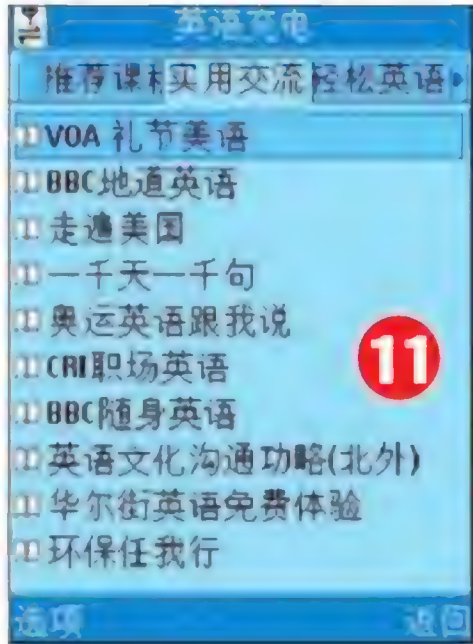 英语充电
推荐课 实用交流 轻松英语
VOA 礼节美语
BBC地道英语
走遍美国
一千天一千句
奥运英语跟我说
CRI职场英语
BBC随身英语
英语文化沟通功略(北外)
华尔街英语免费体验
环保任我行
11
选项 返回